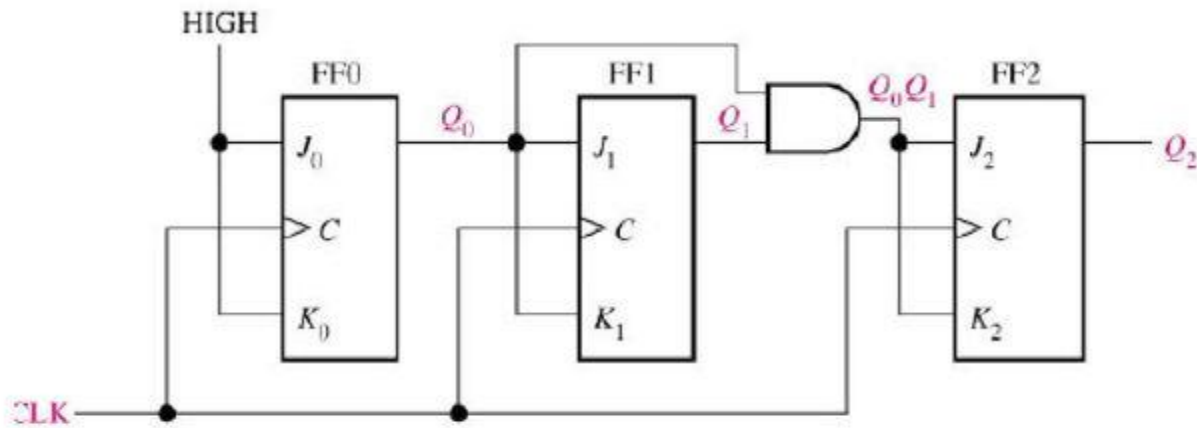 HIGH
FF0
FF1
FF2
Q₀
Q₁
Q₀Q₁
J₀
J₁
J₂
Q₂
C
C
C
K₀
K₁
K₂
CLK